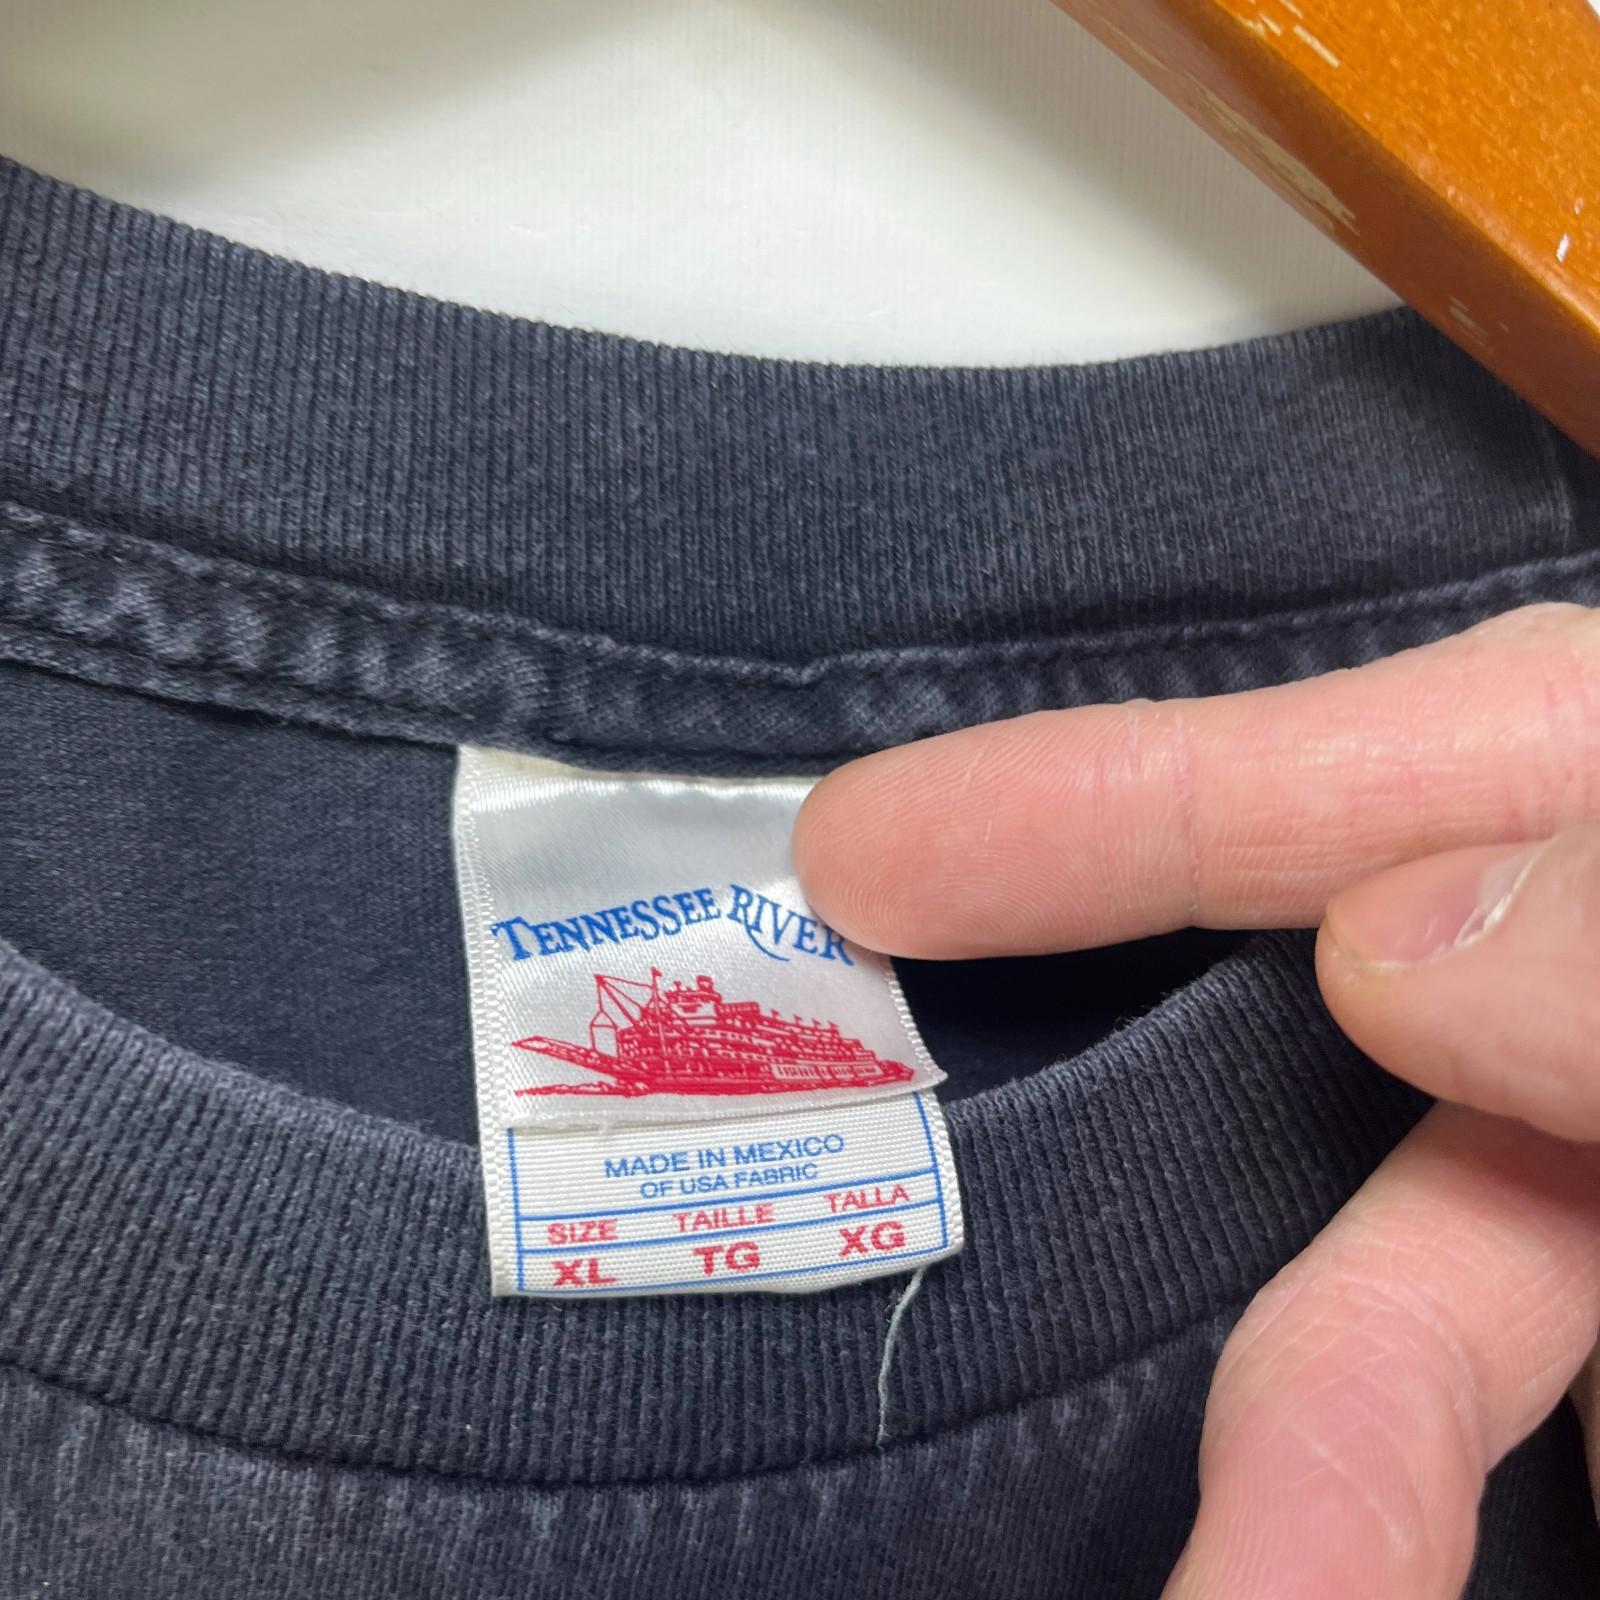 TENNESSEE RIVER
MADE IN MEXICO
OF USA FABRIC
SIZE TAILLE TALLA
XL TG XG